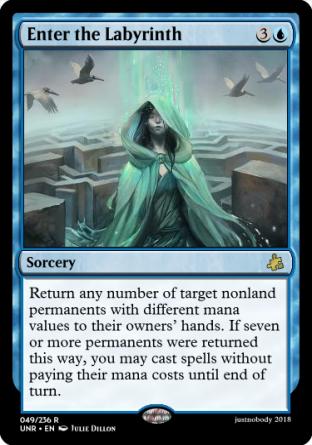 Enter the Labyrinth 3
Sorcery
Return any number of target nonland
permanents with different mana
values to their owners' hands. If seven
or more permanents were returned
this way, you may cast spells without
paying their mana costs until end of
turn.
049/236 R
UNR • EN JULIE DILLON
justnobody 2018